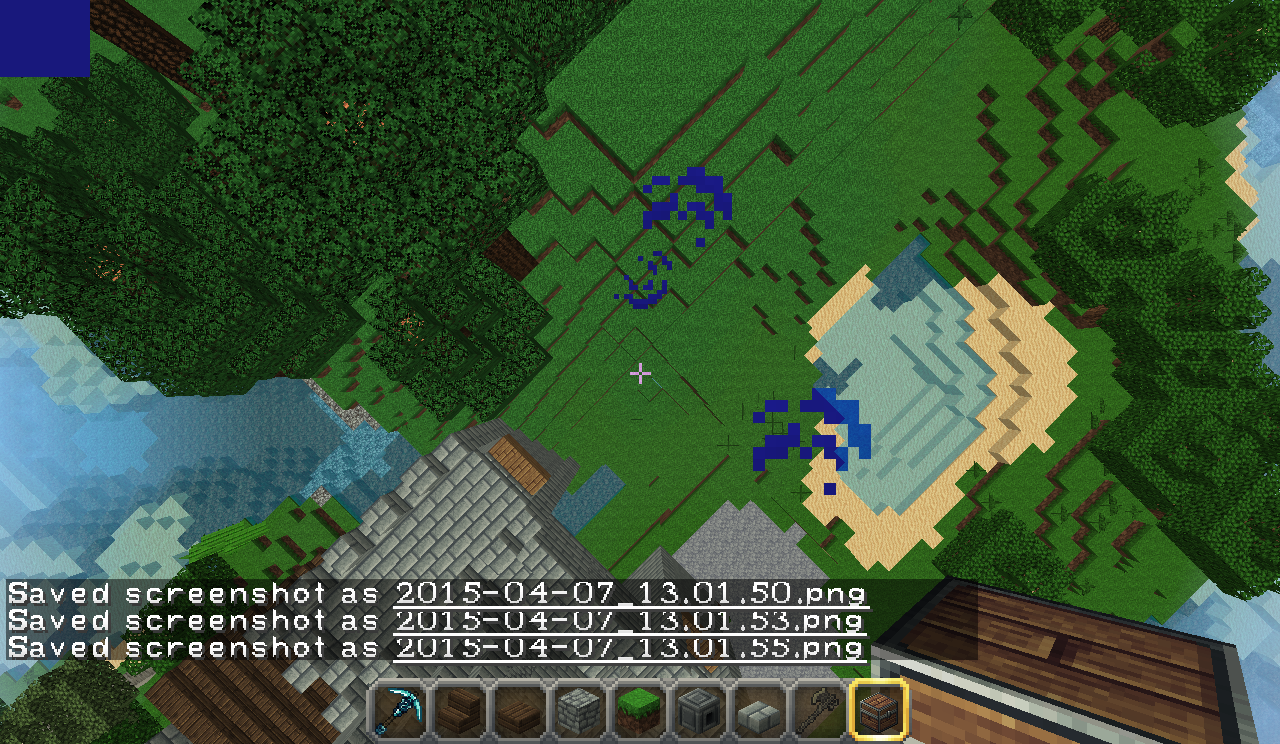 Saved screenshot as 2015-04-07_13.01.50.png
Saved screenshot as 2015-04-07_13.01.53.png
Saved screenshot as 2015-04-07_13.01.55.png